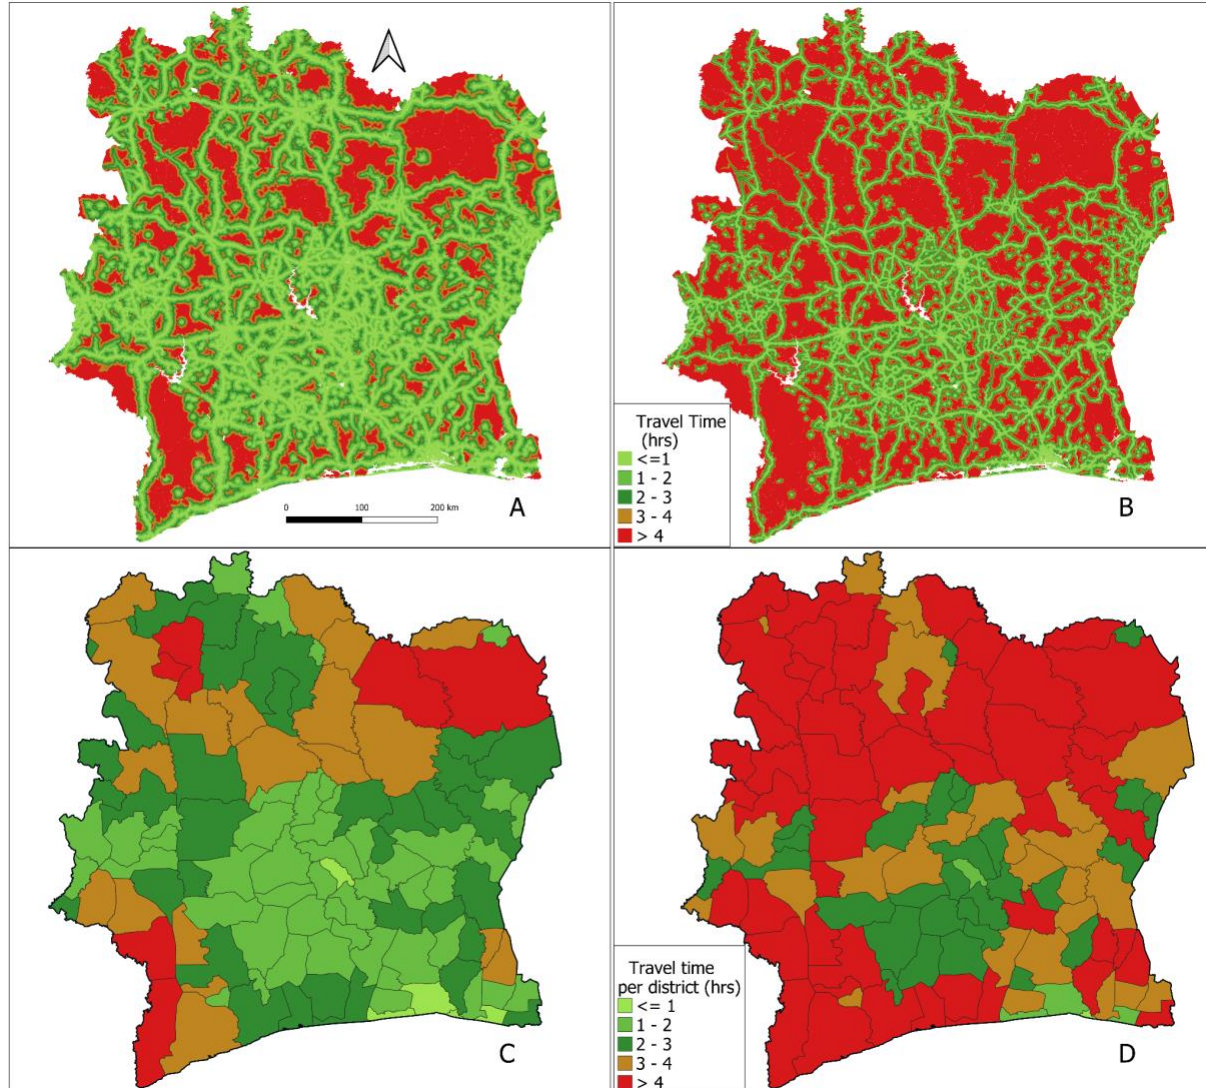 0 100 200 km
A
Travel Time
(hrs)
<=1
1 - 2
2 - 3
3 - 4
> 4
B
C
Travel time
per district (hrs)
<= 1
1 - 2
2 - 3
3 - 4
> 4
D